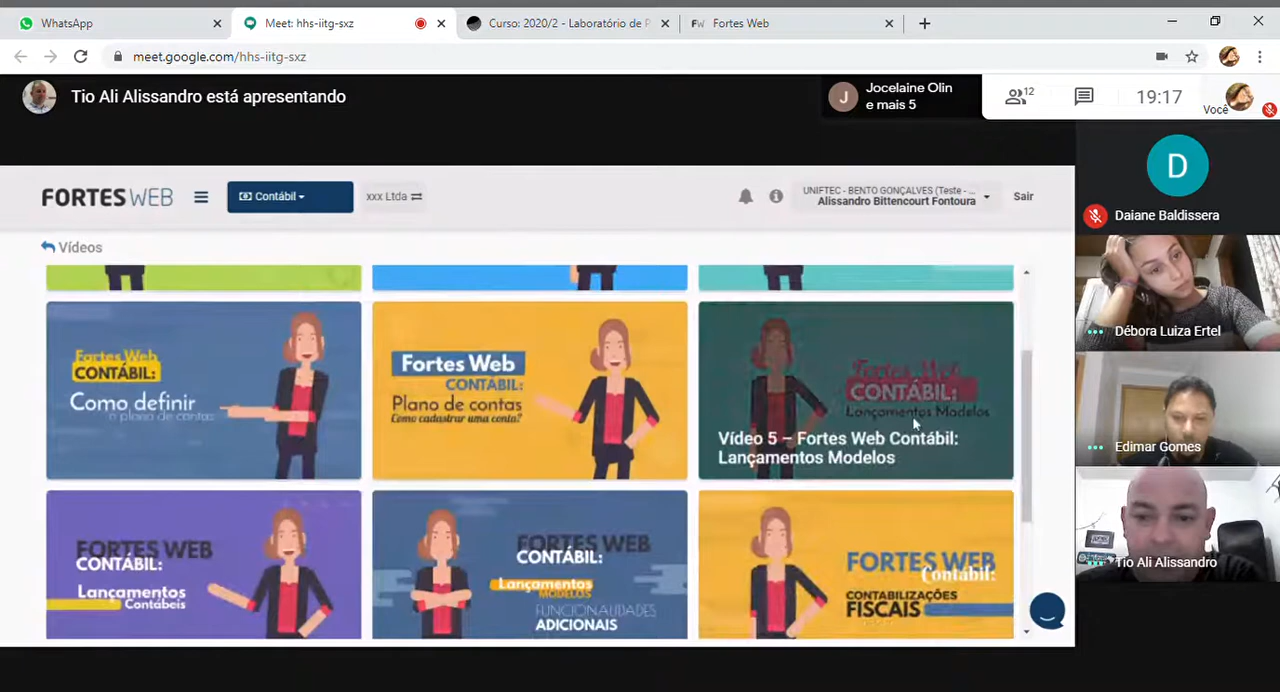 WhatsApp
Meet: hhs-iitg-sxz
Curso: 2020/2 - Laboratório de P
FW Fortes Web
meet.google.com/hhs-iitg-sxz
Tio Ali Alissandro está apresentando
J
Jocelaine Olin
e mais 5
12
19:17
Você
FORTES WEB
Contábil
xxx Ltda
UNIFTEC - BENTO GONÇALVES (Teste - ...
Alissandro Bittencourt Fontoura
Sair
Vídeos
Fortes Web
CONTÁBIL:
Como definir
o plano de contas
Fortes Web
CONTÁBIL:
Plano de contas
Como cadastrar uma conta?
Fortes Web
CONTÁBIL:
Lançamentos Modelos
Vídeo 5 – Fortes Web Contábil:
Lançamentos Modelos
FORTES WEB
CONTÁBIL:
Lançamentos
Contábeis
FORTES WEB
CONTÁBIL:
Lançamentos
MODELOS
FUNCIONALIDADES
ADICIONAIS
FORTES WEB
Contábil:
CONTABILIZAÇÕES
FISCAIS
D
Daiane Baldissera
Débora Luiza Ertel
Edimar Gomes
Tio Ali Alissandro